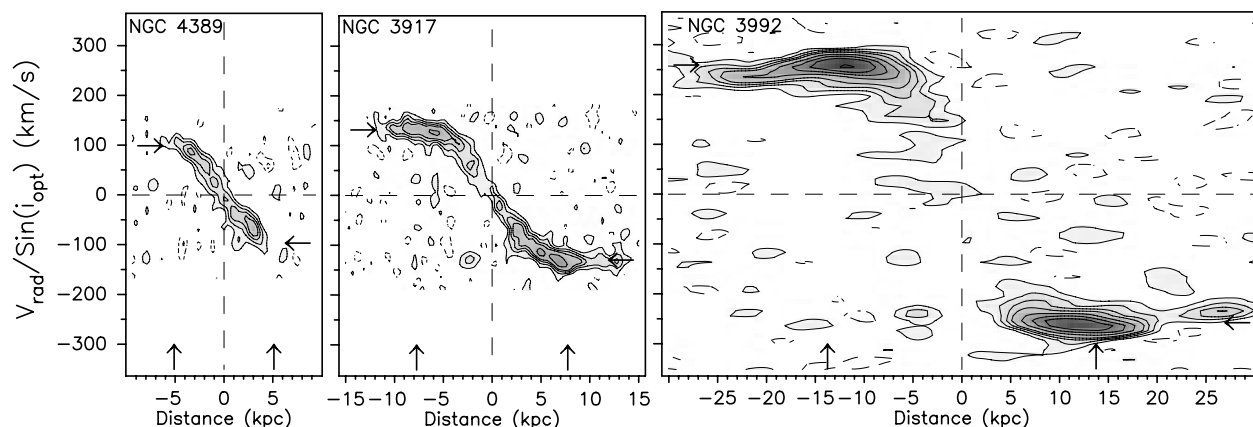 NGC 4389
NGC 3917
NGC 3992
V_rad/Sin(i_opt) (km/s)
300
200
100
0
−100
−200
−300
−5 0 5
−15 −10 −5 0 5 10 15
−25 −20 −15 −10 −5 0 5 10 15 20 25
Distance (kpc)
Distance (kpc)
Distance (kpc)